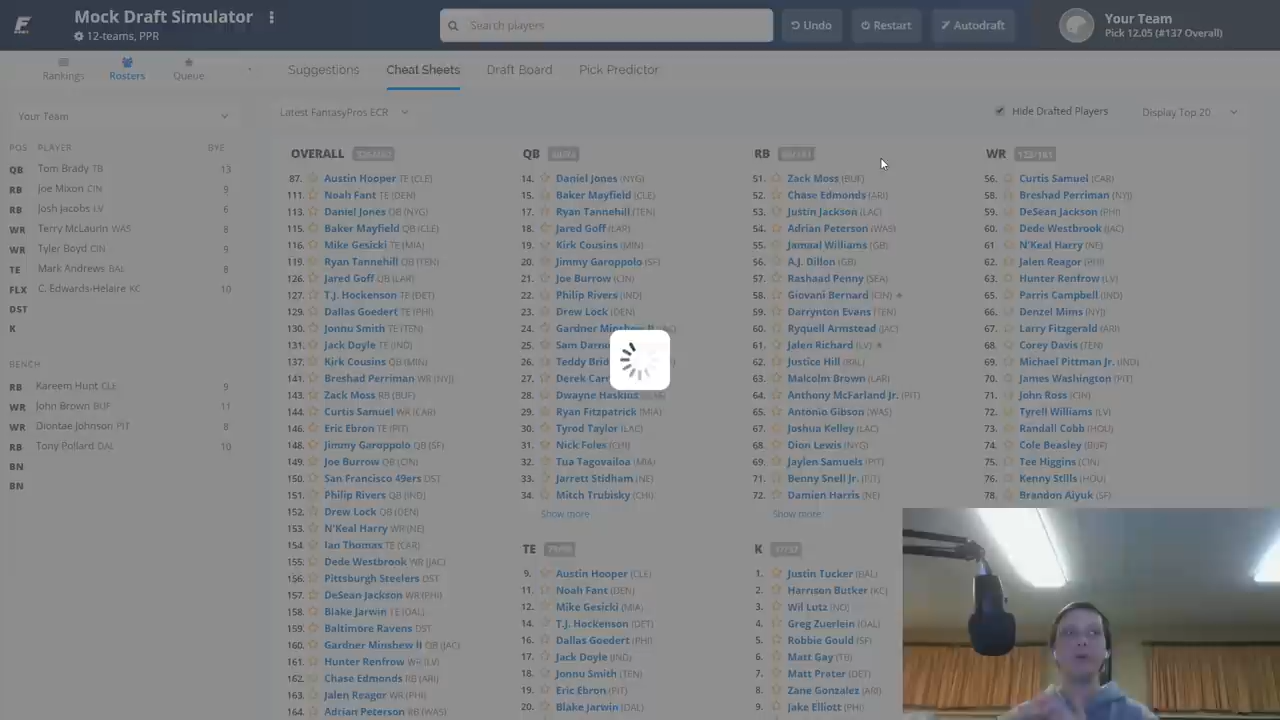 Mock Draft Simulator
12-teams, PPR
Search players
Undo
Restart
Autodraft
Your Team
Pick 12.05 (#137 Overall)
Rankings
Rosters
Queue
Suggestions
Cheat Sheets
Draft Board
Pick Predictor
Your Team
Latest FantasyPros ECR
Hide Drafted Players
Display Top 20
POS PLAYER BYE
QB Tom Brady TB 13
RB Joe Mixon CIN 9
RB Josh Jacobs LV 6
WR Terry McLaurin WAS 8
WR Tyler Boyd CIN 9
TE Mark Andrews BAL 8
FLX C. Edwards-Helaire KC 10
DST
K
BENCH
RB Kareem Hunt CLE 9
WR John Brown BUF 11
WR Diontae Johnson PIT 8
RB Tony Pollard DAL 10
BN
BN
OVERALL
87. Austin Hooper TE (CLE)
111. Noah Fant TE (DEN)
113. Daniel Jones QB (NYG)
115. Baker Mayfield QB (CLE)
116. Mike Gesicki TE (MIA)
119. Ryan Tannehill QB (TEN)
126. Jared Goff QB (LAR)
127. T.J. Hockenson TE (DET)
129. Dallas Goedert TE (PHI)
130. Jonnu Smith TE (TEN)
131. Jack Doyle TE (IND)
137. Kirk Cousins QB (MIN)
141. Breshad Perriman WR (NYJ)
143. Zack Moss RB (BUF)
144. Curtis Samuel WR (CAR)
146. Eric Ebron TE (PIT)
148. Jimmy Garoppolo QB (SF)
149. Joe Burrow QB (CIN)
150. San Francisco 49ers DST
151. Philip Rivers QB (IND)
152. Drew Lock QB (DEN)
153. N'Keal Harry WR (NE)
154. Ian Thomas TE (CAR)
155. Dede Westbrook WR (JAC)
156. Pittsburgh Steelers DST
157. DeSean Jackson WR (PHI)
158. Blake Jarwin TE (DAL)
159. Baltimore Ravens DST
160. Gardner Minshew II QB (JAC)
161. Hunter Renfrow WR (LV)
162. Chase Edmonds RB (ARI)
163. Jalen Reagor WR (PHI)
164. Adrian Peterson RB (WAS)
QB
14. Daniel Jones (NYG)
15. Baker Mayfield (CLE)
17. Ryan Tannehill (TEN)
18. Jared Goff (LAR)
19. Kirk Cousins (MIN)
20. Jimmy Garoppolo (SF)
21. Joe Burrow (CIN)
22. Philip Rivers (IND)
23. Drew Lock (DEN)
24. Gardner Minshew II
25. Sam
26. Teddy
27. Derek
28. Dwayne Haskins
29. Ryan Fitzpatrick (MIA)
30. Tyrod Taylor (LAC)
31. Nick Foles (CHI)
32. Tua Tagovailoa (MIA)
33. Jarrett Stidham (NE)
34. Mitch Trubisky (CHI)
Show more
TE
9. Austin Hooper (CLE)
11. Noah Fant (DEN)
12. Mike Gesicki (MIA)
14. T.J. Hockenson (DET)
16. Dallas Goedert (PHI)
17. Jack Doyle (IND)
18. Jonnu Smith (TEN)
19. Eric Ebron (PIT)
20. Blake Jarwin (DAL)
RB
51. Zack Moss (BUF)
52. Chase Edmonds (ARI)
53. Justin Jackson (LAC)
54. Adrian Peterson (WAS)
55. Jamaal Williams (GB)
56. A.J. Dillon (GB)
57. Rashaad Penny (SEA)
58. Giovani Bernard (CIN)
59. Darrynton Evans (TEN)
60. Ryquell Armstead (JAC)
61. Jalen Richard (LV)
62. Justice Hill (BAL)
63. Malcolm Brown (LAR)
64. Anthony McFarland Jr. (PIT)
65. Antonio Gibson (WAS)
67. Joshua Kelley (LAC)
68. Dion Lewis (NYG)
69. Jaylen Samuels (PIT)
71. Benny Snell Jr. (PIT)
72. Damien Harris (NE)
Show more
K
1. Justin Tucker (BAL)
2. Harrison Butker (KC)
3. Wil Lutz (NO)
4. Greg Zuerlein (DAL)
5. Robbie Gould (SF)
6. Matt Gay (TB)
7. Matt Prater (DET)
8. Zane Gonzalez (ARI)
9. Jake Elliott (PHI)
WR
56. Curtis Samuel (CAR)
58. Breshad Perriman (NYJ)
59. DeSean Jackson (PHI)
60. Dede Westbrook (JAC)
61. N'Keal Harry (NE)
62. Jalen Reagor (PHI)
63. Hunter Renfrow (LV)
65. Parris Campbell (IND)
66. Denzel Mims (NYJ)
67. Larry Fitzgerald (ARI)
68. Corey Davis (TEN)
69. Michael Pittman Jr. (IND)
70. James Washington (PIT)
71. John Ross (CIN)
72. Tyrell Williams (LV)
73. Randall Cobb (HOU)
74. Cole Beasley (BUF)
75. Tee Higgins (CIN)
76. Kenny Stills (HOU)
78. Brandon Aiyuk (SF)